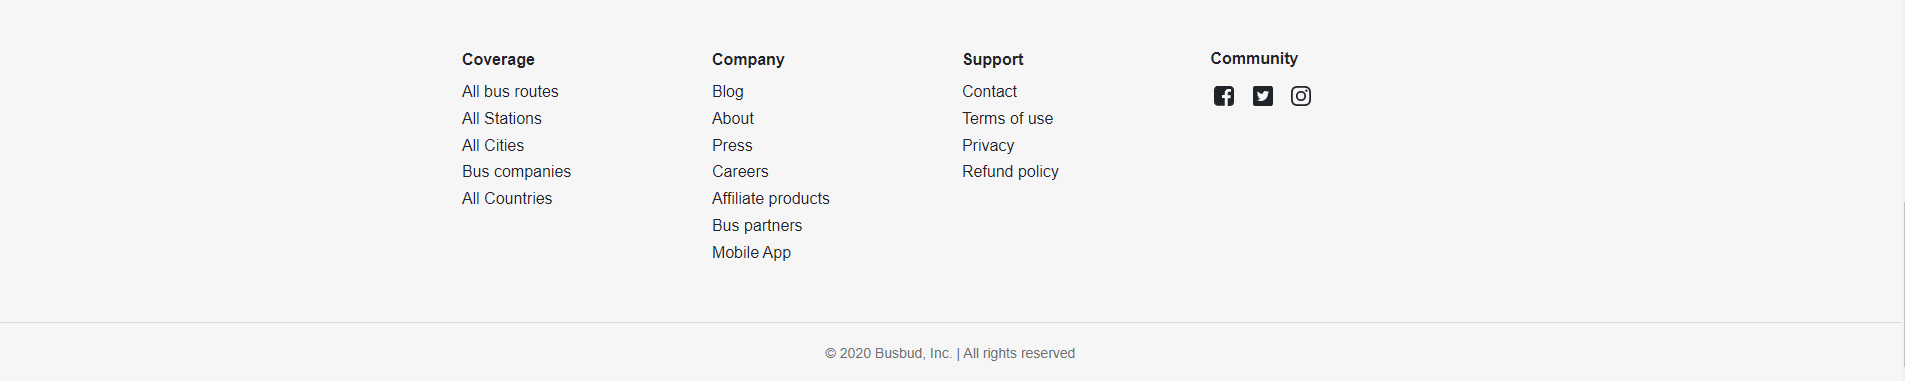 Coverage
All bus routes
All Stations
All Cities
Bus companies
All Countries
Company
Blog
About
Press
Careers
Affiliate products
Bus partners
Mobile App
Support
Contact
Terms of use
Privacy
Refund policy
Community
© 2020 Busbud, Inc. | All rights reserved